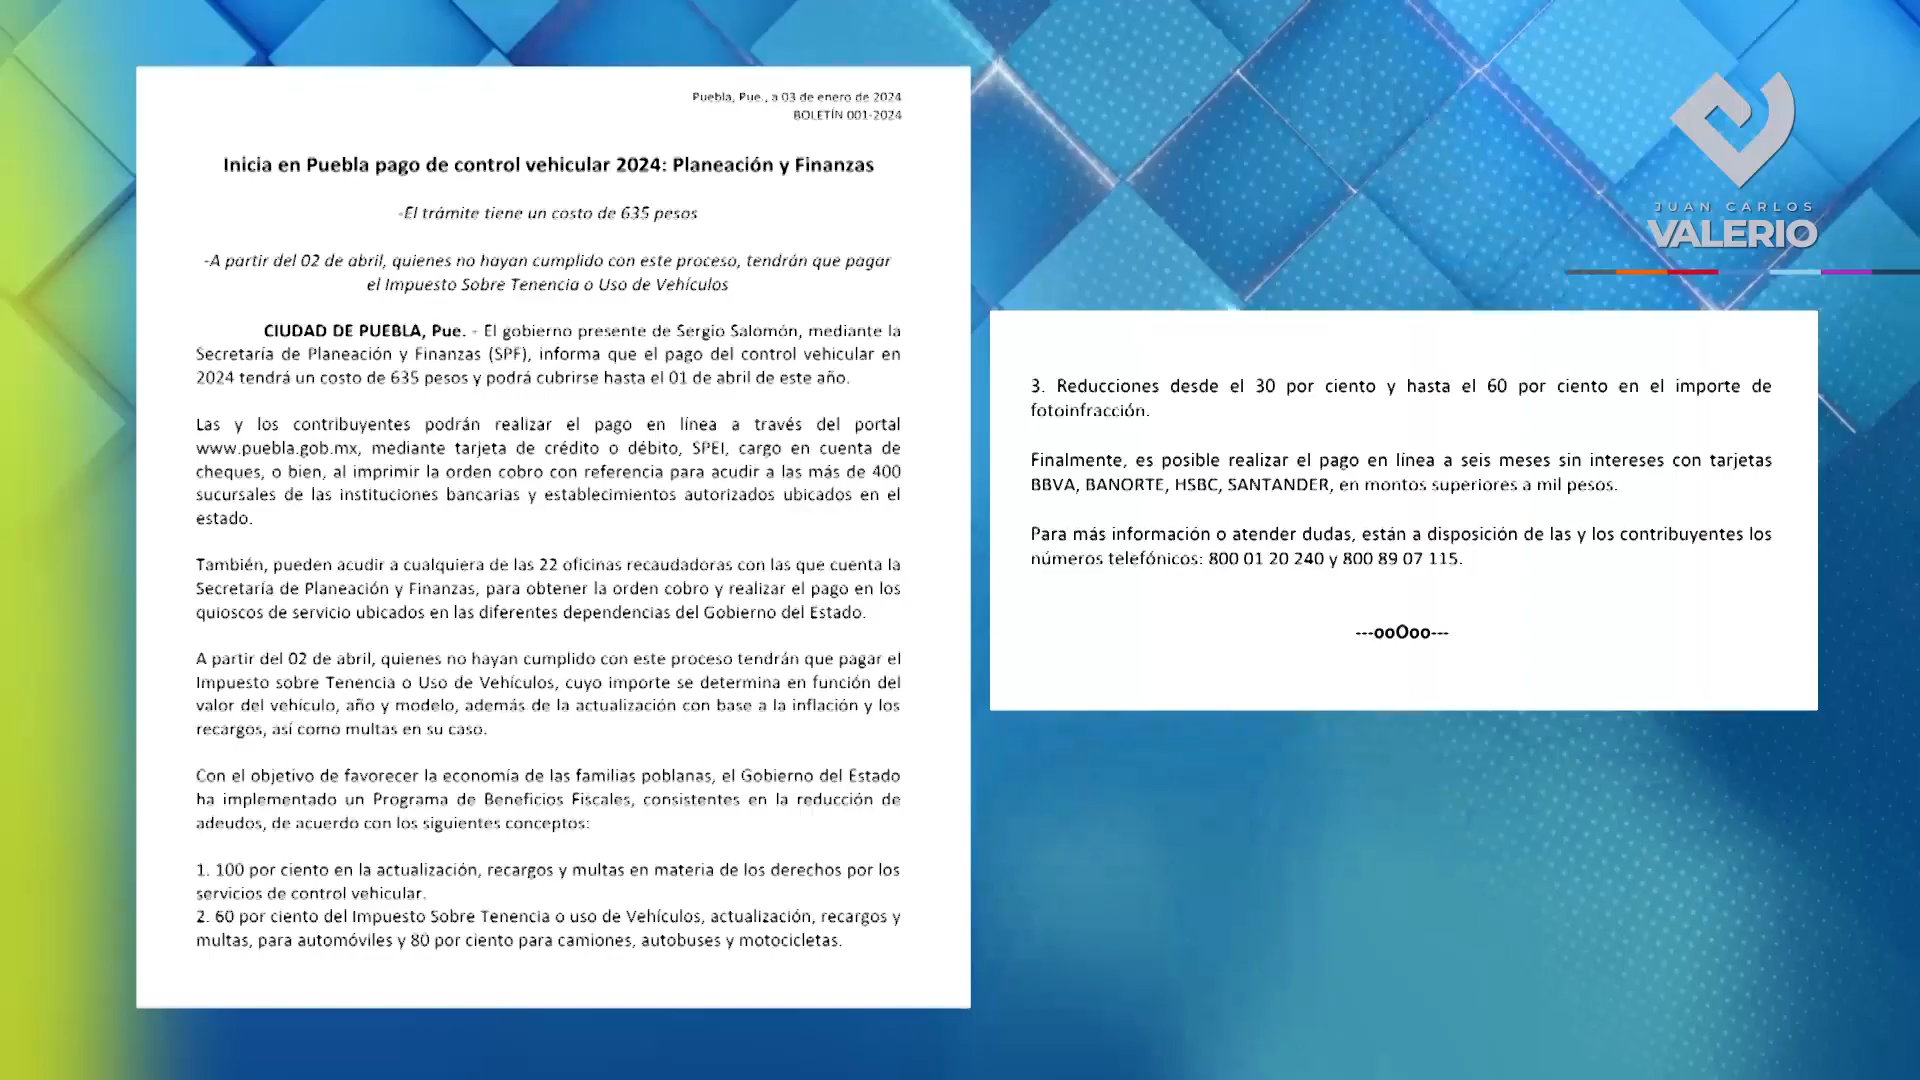 Puebla, Pue., a 03 de enero de 2024
BOLETÍN 001-2024
Inicia en Puebla pago de control vehicular 2024: Planeación y Finanzas
-El trámite tiene un costo de 635 pesos
-A partir del 02 de abril, quienes no hayan cumplido con este proceso, tendrán que pagar
el Impuesto Sobre Tenencia o Uso de Vehículos
CIUDAD DE PUEBLA, Pue. - El gobierno presente de Sergio Salomón, mediante la
Secretaría de Planeación y Finanzas (SPF), informa que el pago del control vehicular en
2024 tendrá un costo de 635 pesos y podrá cubrirse hasta el 01 de abril de este año.
Las y los contribuyentes podrán realizar el pago en línea a través del portal
www.puebla.gob.mx, mediante tarjeta de crédito o débito, SPEI, cargo en cuenta de
cheques, o bien, al imprimir la orden cobro con referencia para acudir a las más de 400
sucursales de las instituciones bancarias y establecimientos autorizados ubicados en el
estado.
También, pueden acudir a cualquiera de las 22 oficinas recaudadoras con las que cuenta la
Secretaría de Planeación y Finanzas, para obtener la orden cobro y realizar el pago en los
quioscos de servicio ubicados en las diferentes dependencias del Gobierno del Estado.
A partir del 02 de abril, quienes no hayan cumplido con este proceso tendrán que pagar el
Impuesto sobre Tenencia o Uso de Vehículos, cuyo importe se determina en función del
valor del vehículo, año y modelo, además de la actualización con base a la inflación y los
recargos, así como multas en su caso.
Con el objetivo de favorecer la economía de las familias poblanas, el Gobierno del Estado
ha implementado un Programa de Beneficios Fiscales, consistentes en la reducción de
adeudos, de acuerdo con los siguientes conceptos:
1. 100 por ciento en la actualización, recargos y multas en materia de los derechos por los
servicios de control vehicular.
2. 60 por ciento del Impuesto Sobre Tenencia o uso de Vehículos, actualización, recargos y
multas, para automóviles y 80 por ciento para camiones, autobuses y motocicletas.
JUAN CARLOS
VALERIO
3. Reducciones desde el 30 por ciento y hasta el 60 por ciento en el importe de
fotoinfracción.
Finalmente, es posible realizar el pago en línea a seis meses sin intereses con tarjetas
BBVA, BANORTE, HSBC, SANTANDER, en montos superiores a mil pesos.
Para más información o atender dudas, están a disposición de las y los contribuyentes los
números telefónicos: 800 01 20 240 y 800 89 07 115.
---ooOoo---